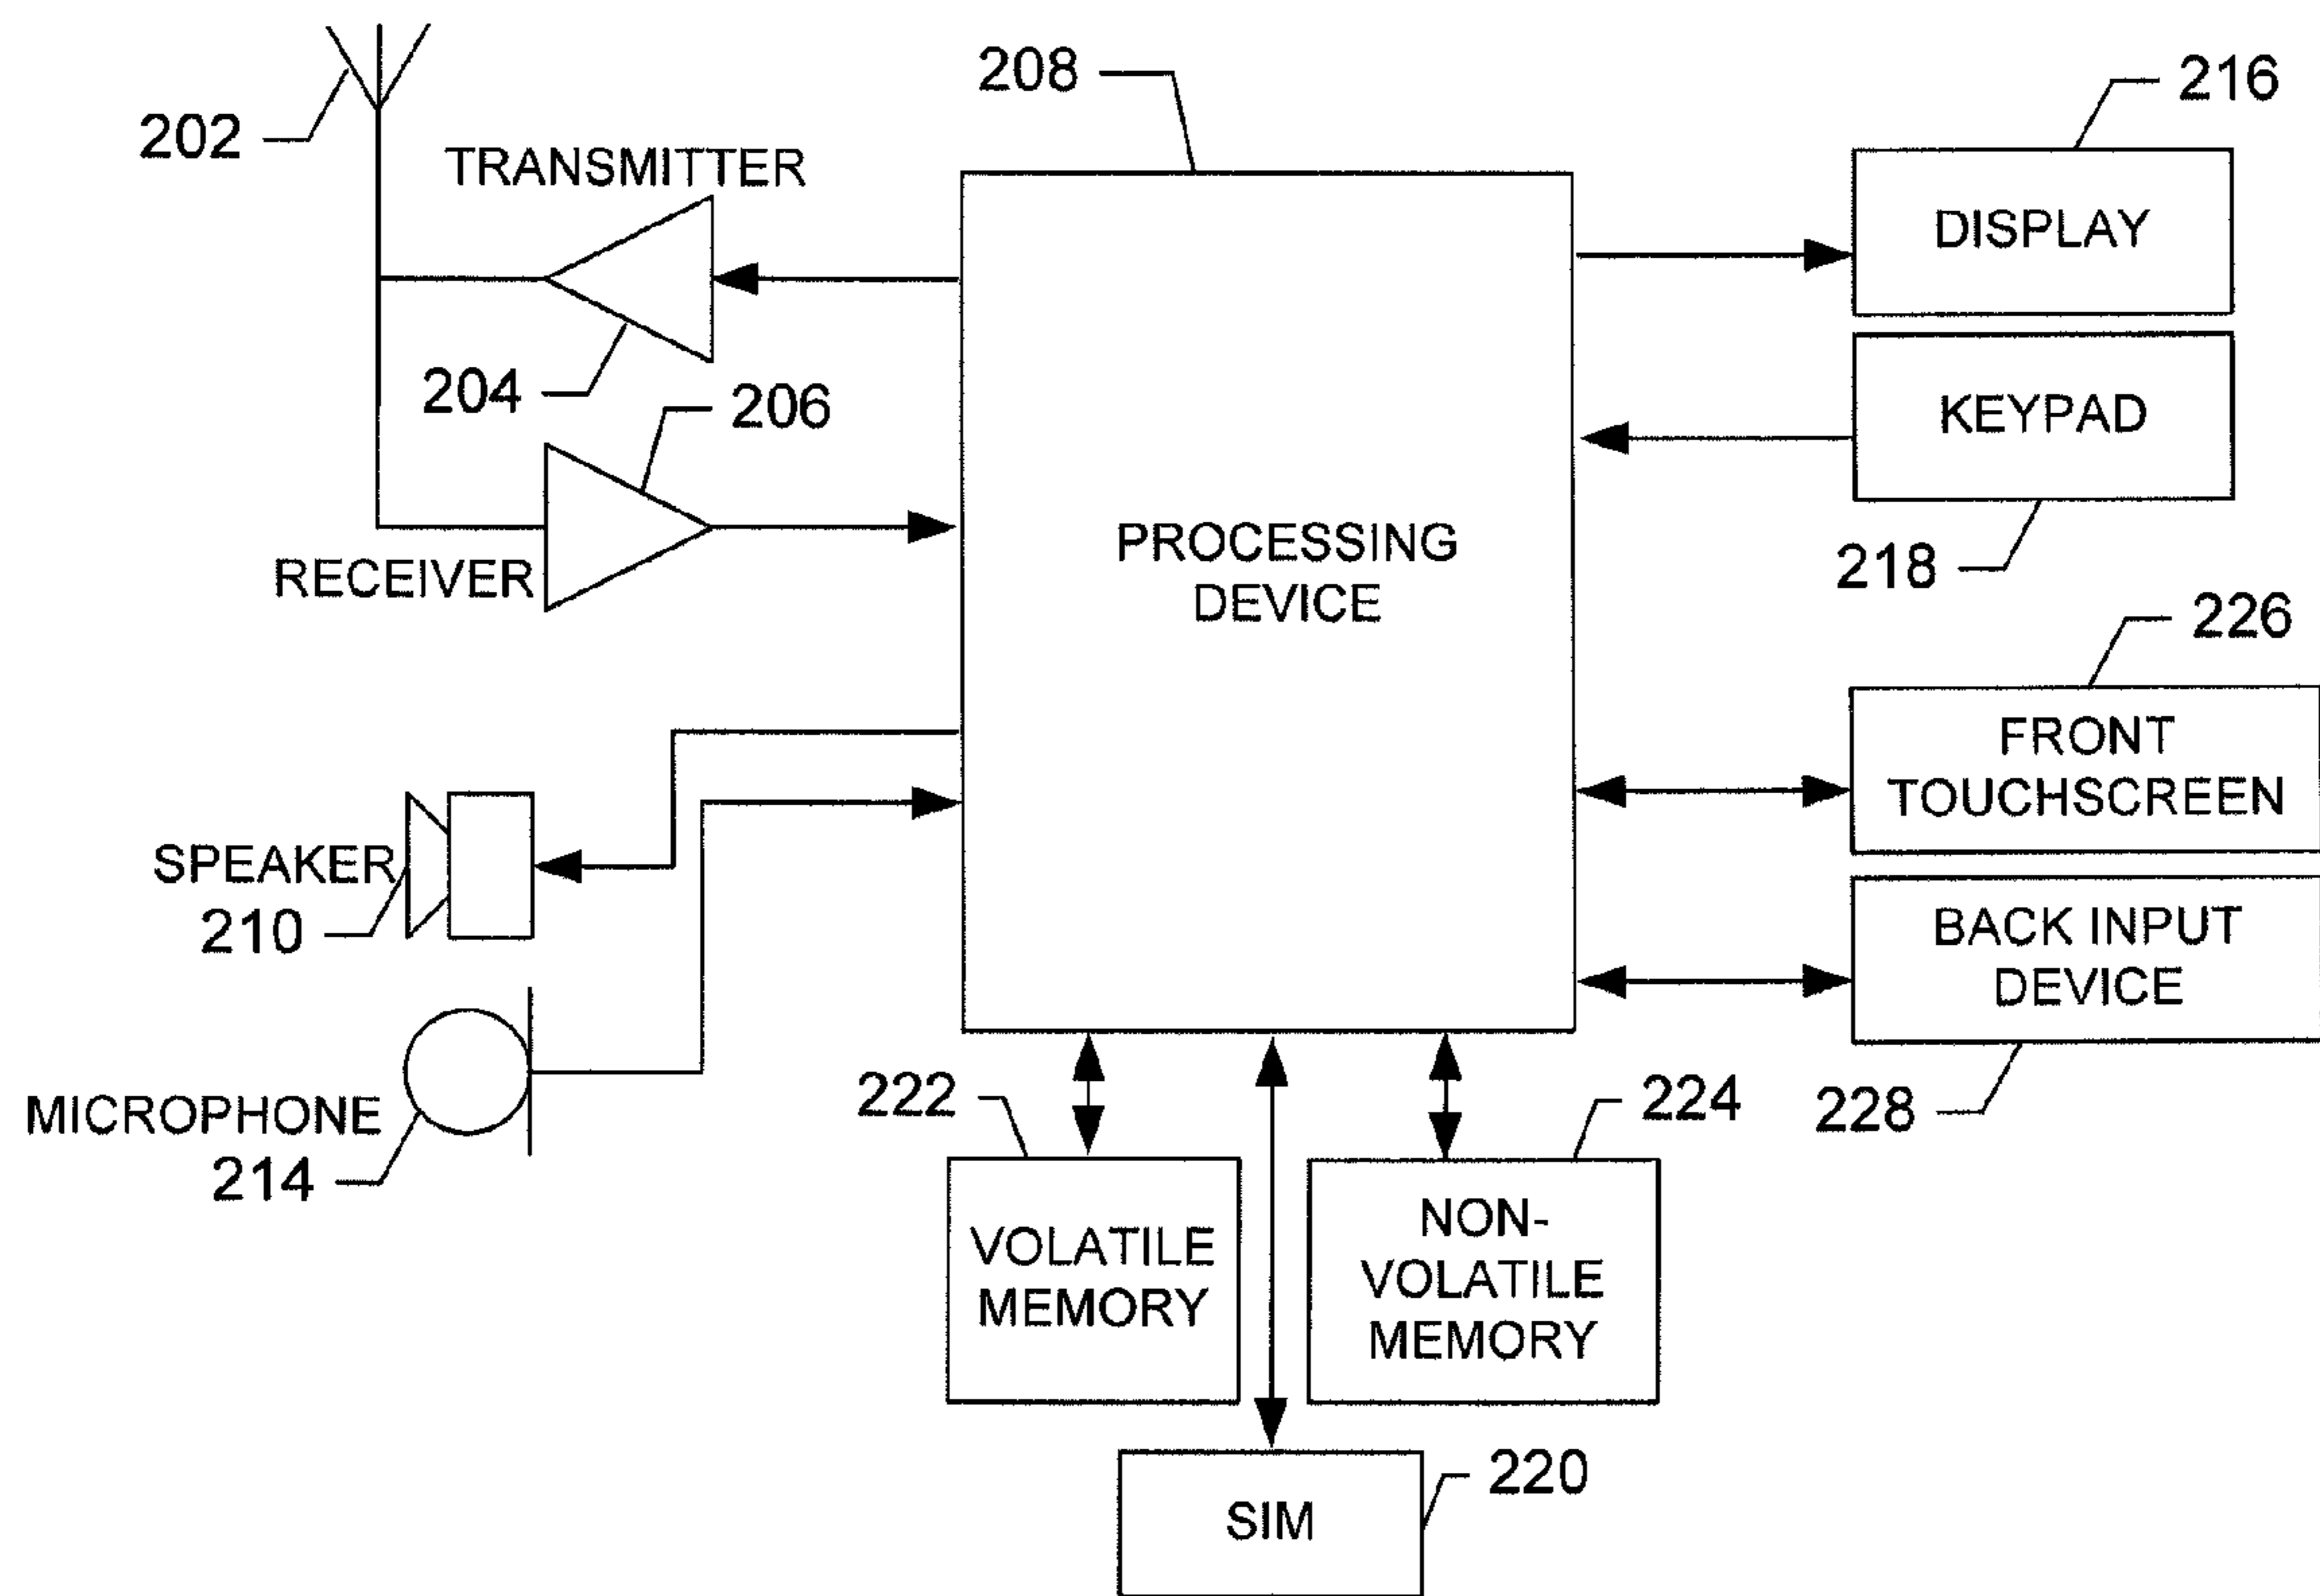 208
216
202
TRANSMITTER
DISPLAY
204
206
KEYPAD
RECEIVER
PROCESSING
DEVICE
218
226
FRONT
TOUCHSCREEN
SPEAKER
210
BACK INPUT
DEVICE
228
MICROPHONE
214
222
224
VOLATILE
MEMORY
NON-
VOLATILE
MEMORY
SIM
220